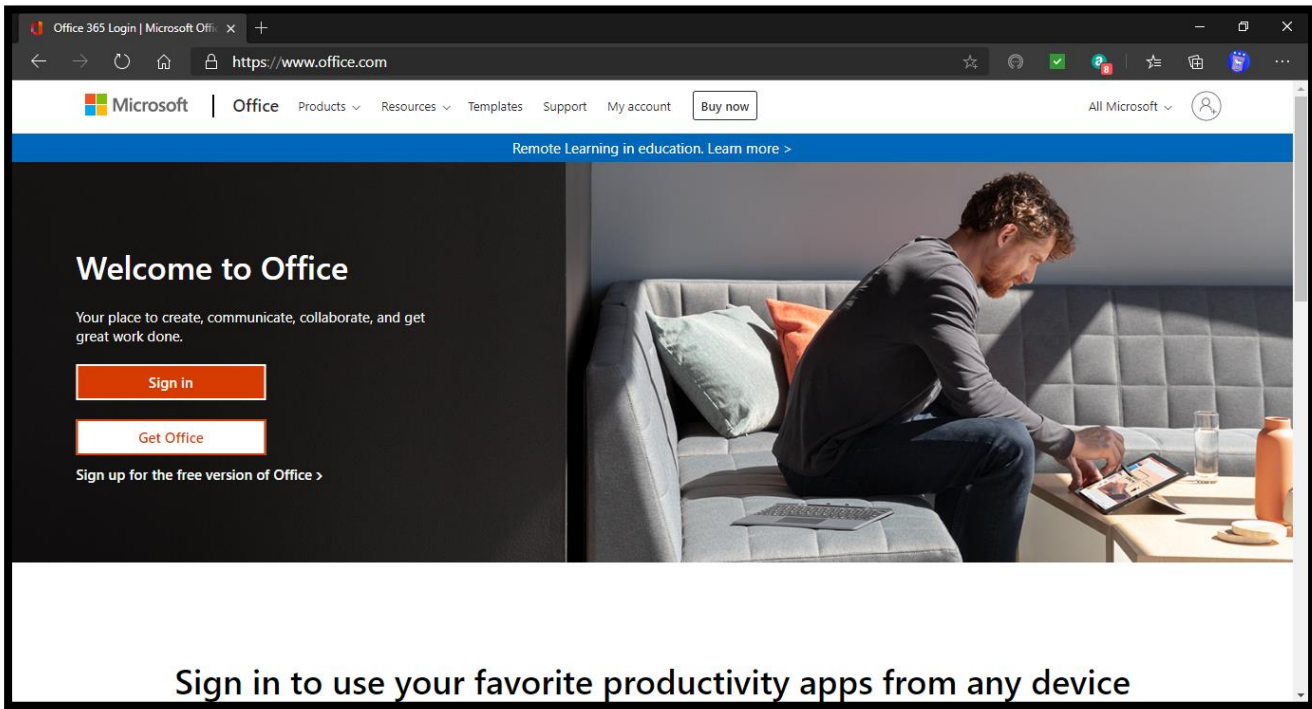 Office 365 Login | Microsoft Offi
https://www.office.com
8
Microsoft | Office Products Resources Templates Support My account Buy now All Microsoft
Remote Learning in education. Learn more >
Welcome to Office
Your place to create, communicate, collaborate, and get
great work done.
Sign in
Get Office
Sign up for the free version of Office >
Sign in to use your favorite productivity apps from any device